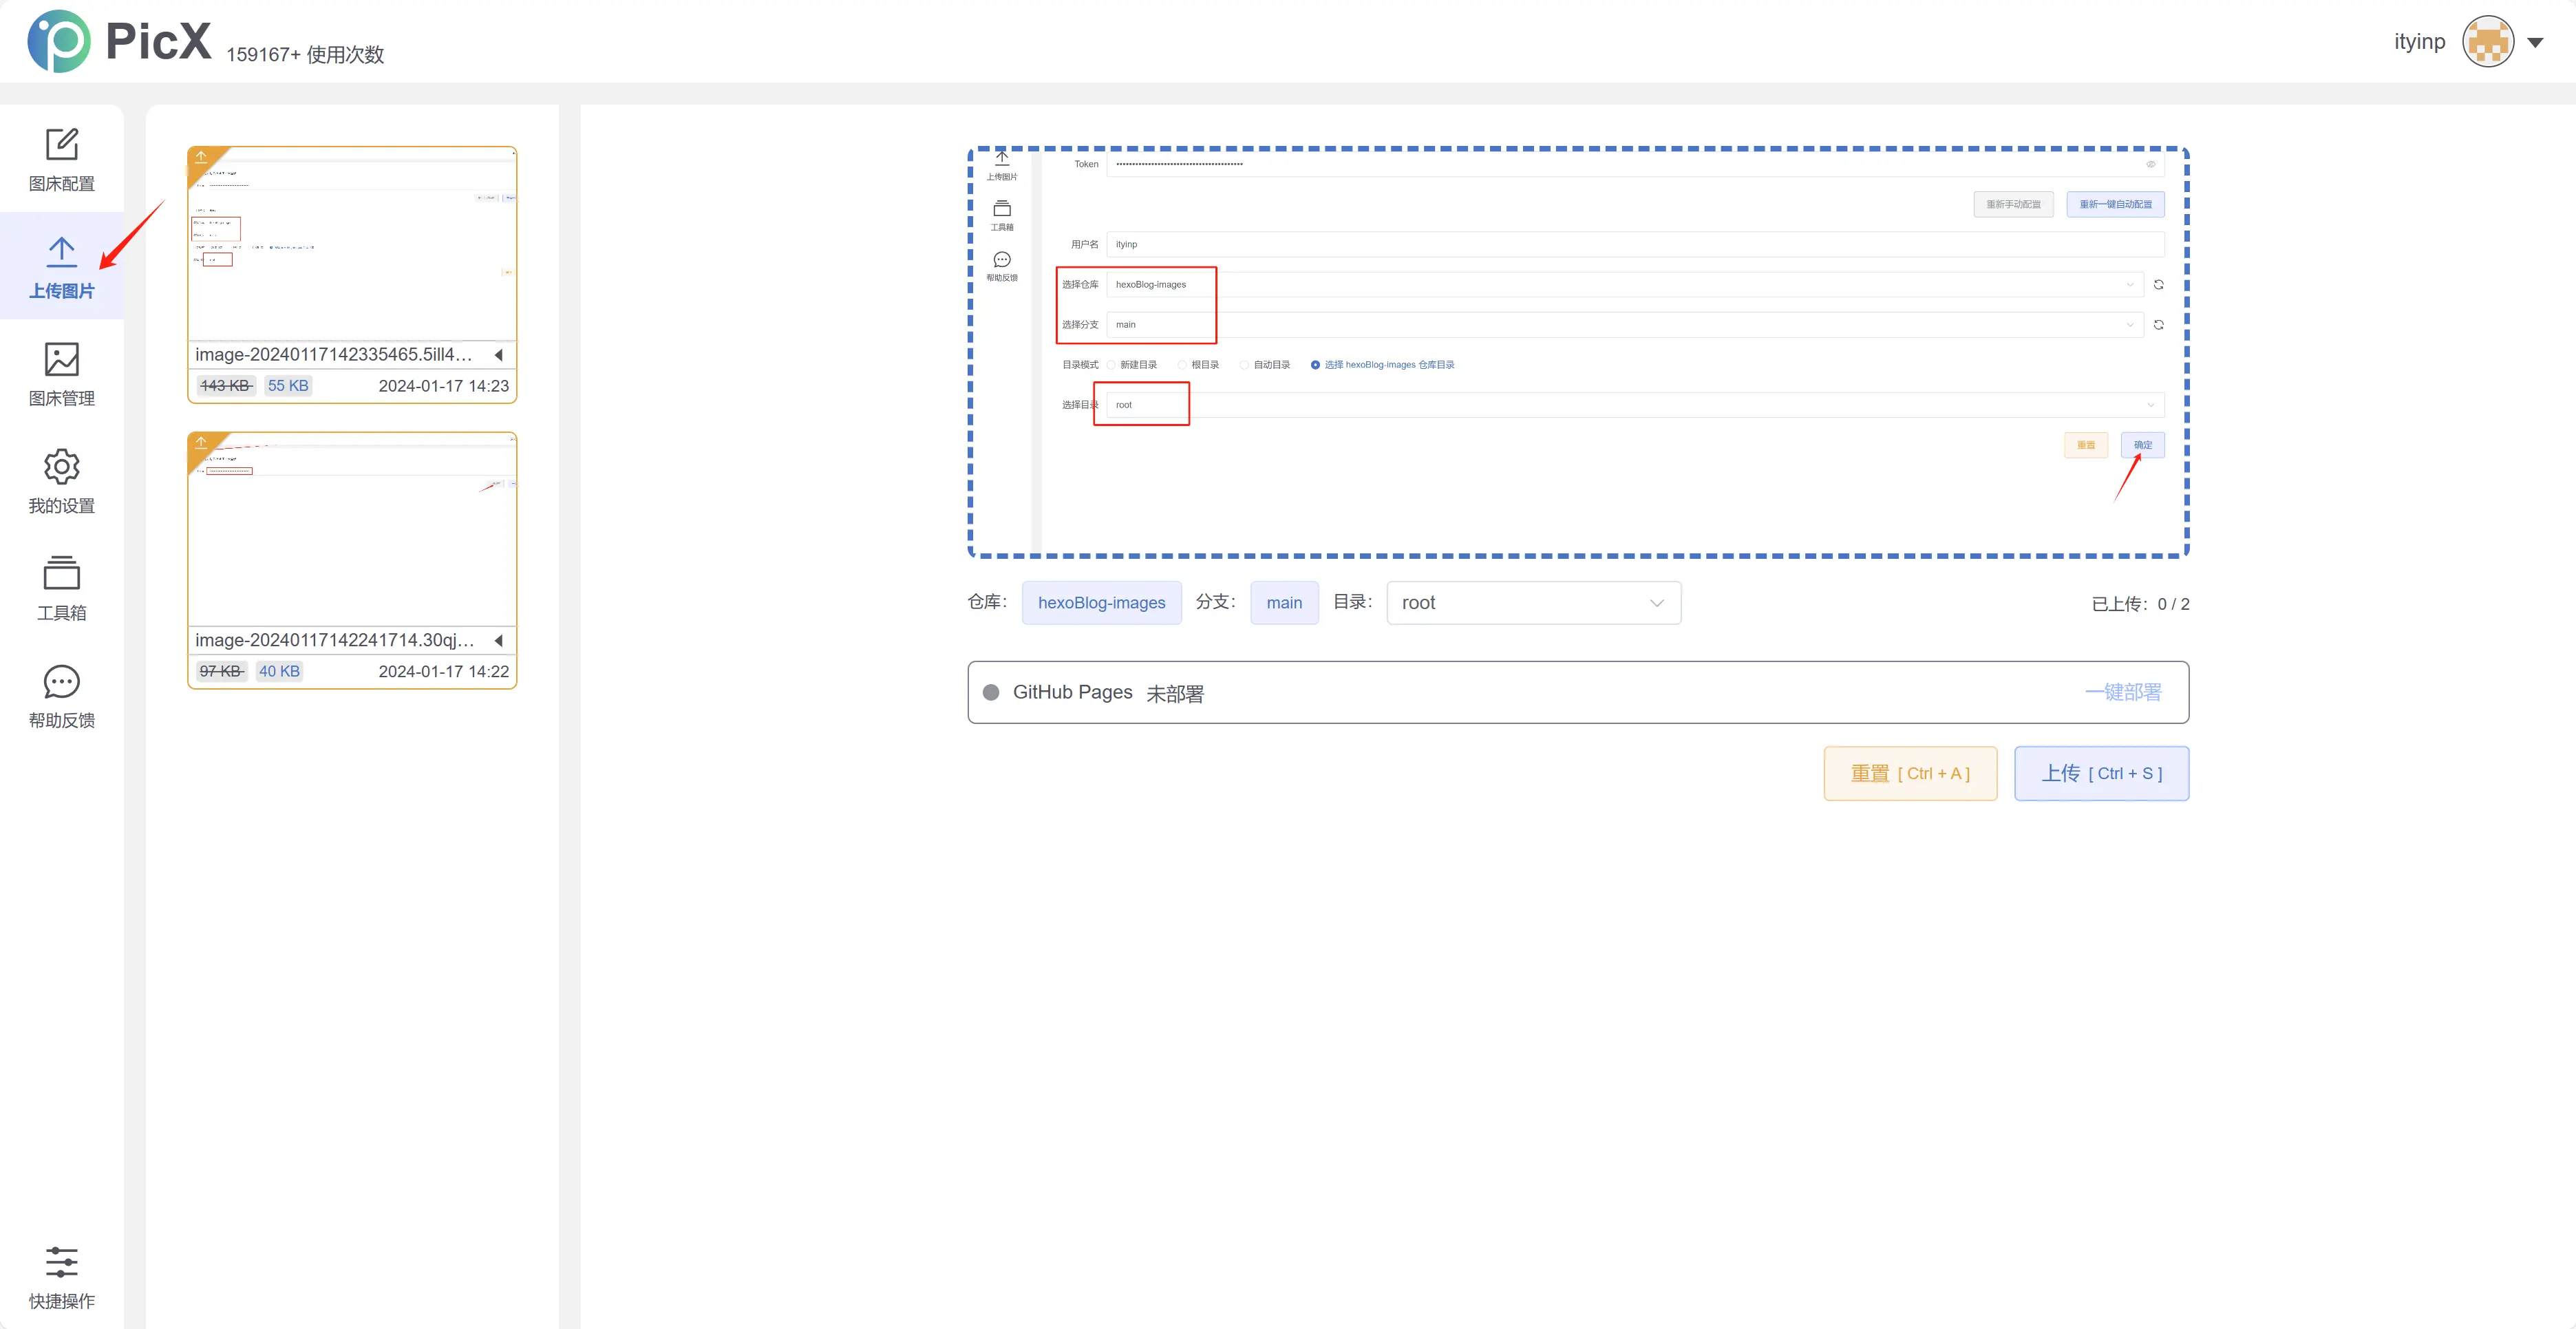 PicX 159167+ 使用次数
ityinp
图床配置
上传图片
图床管理
我的设置
工具箱
帮助反馈
快捷操作
image-20240117142335465.5ill4...
143 KB 55 KB 2024-01-17 14:23
image-20240117142241714.30qj...
97 KB 40 KB 2024-01-17 14:22
上传图片
工具箱
帮助反馈
Token
重新手动配置 重新一键自动配置
用户名 ityinp
选择仓库 hexoBlog-images
选择分支 main
目录模式 新建目录 根目录 自动目录 选择 hexoBlog-images 仓库目录
选择目录 root
重置 确定
仓库： hexoBlog-images 分支： main 目录： root 已上传：0 / 2
GitHub Pages 未部署 一键部署
重置 [ Ctrl + A ] 上传 [ Ctrl + S ]